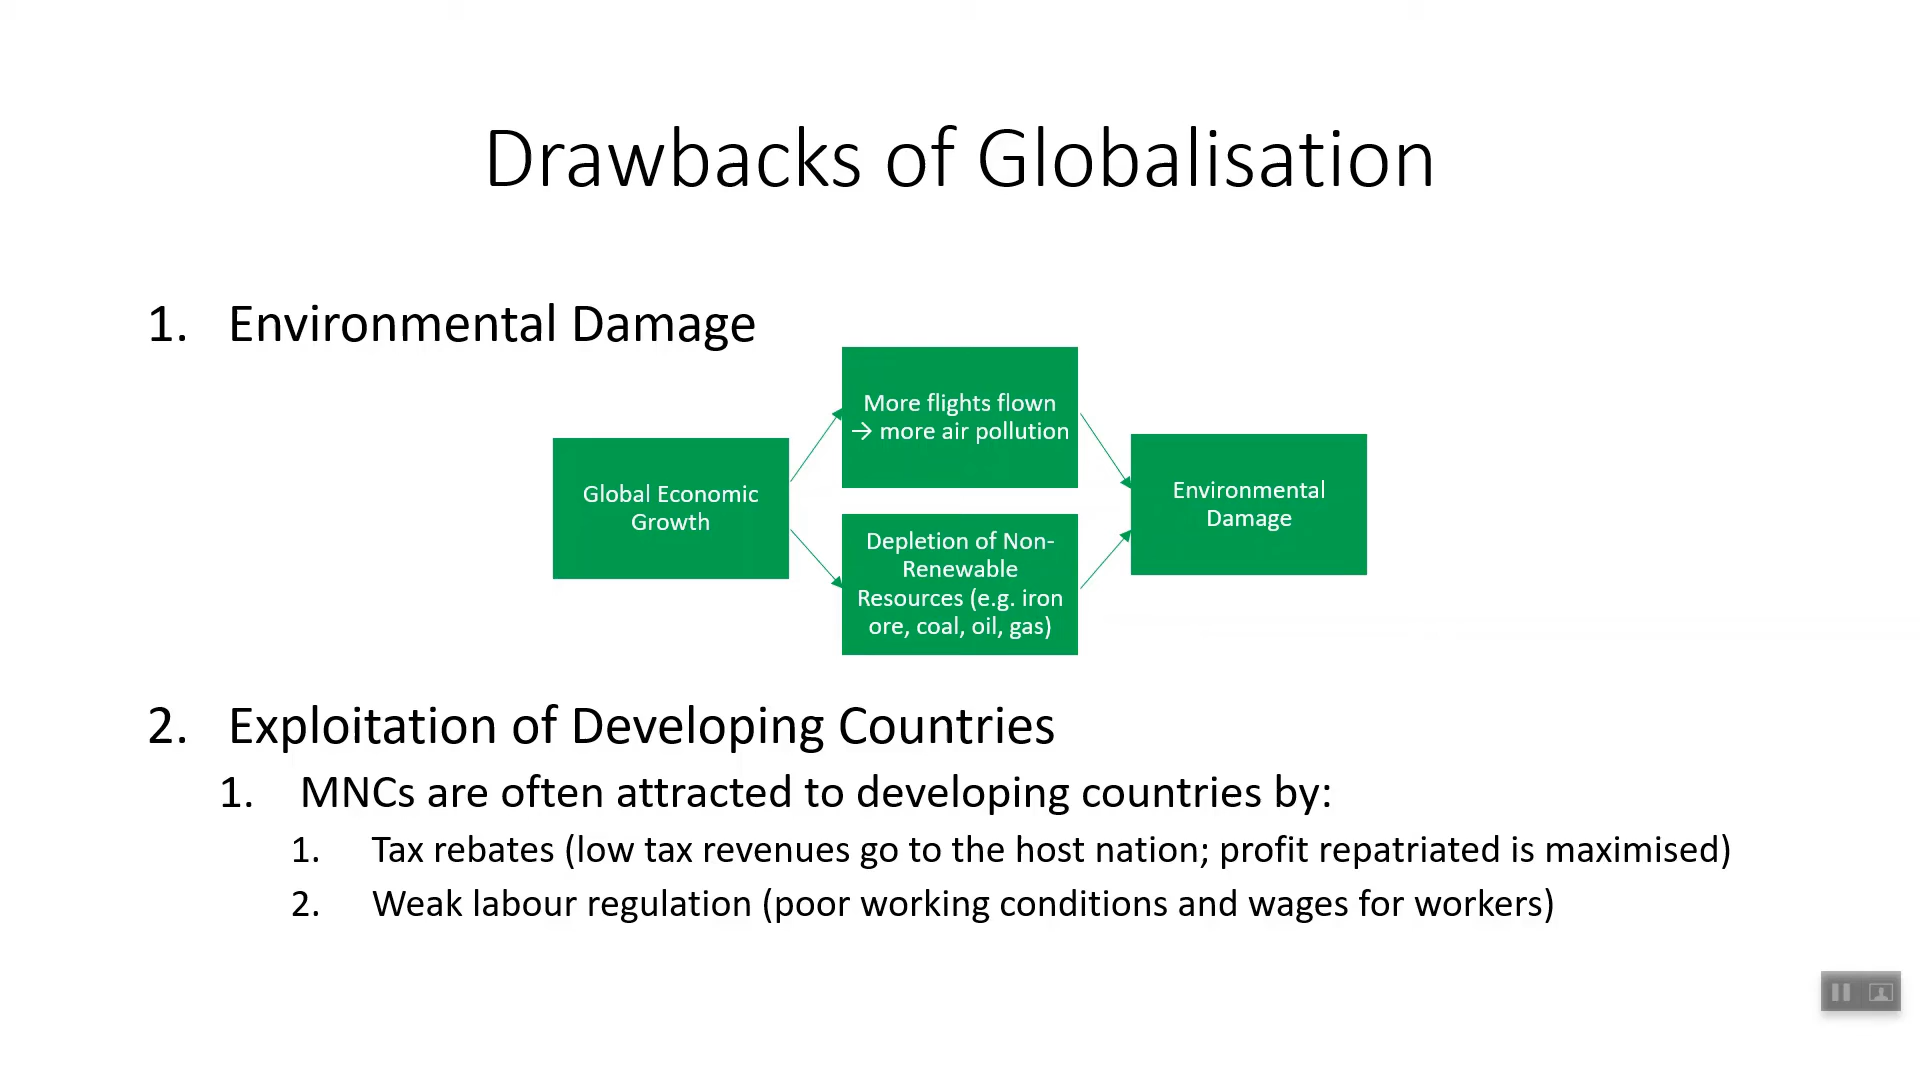 Drawbacks of Globalisation
1. Environmental Damage
Global Economic
Growth
More flights flown
→ more air pollution
Depletion of Non-
Renewable
Resources (e.g. iron
ore, coal, oil, gas)
Environmental
Damage
2. Exploitation of Developing Countries
1. MNCs are often attracted to developing countries by:
1. Tax rebates (low tax revenues go to the host nation; profit repatriated is maximised)
2. Weak labour regulation (poor working conditions and wages for workers)